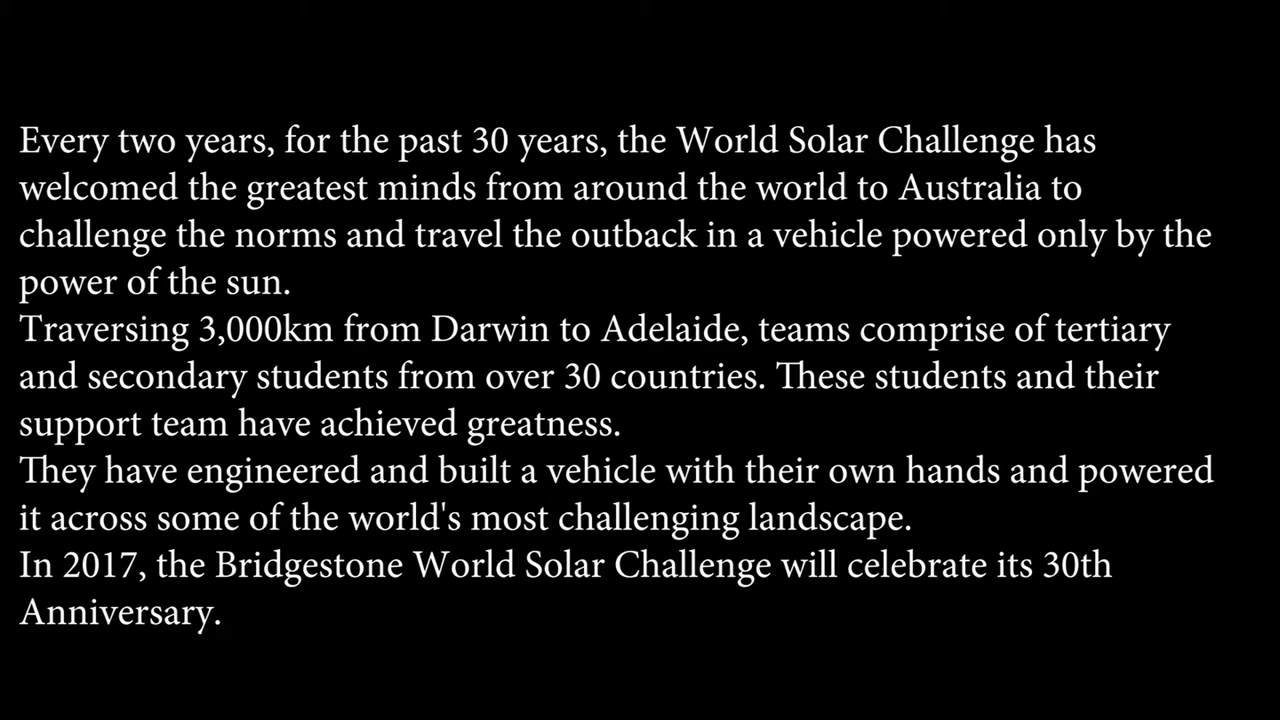 Every two years, for the past 30 years, the World Solar Challenge has
welcomed the greatest minds from around the world to Australia to
challenge the norms and travel the outback in a vehicle powered only by the
power of the sun.
Traversing 3,000km from Darwin to Adelaide, teams comprise of tertiary
and secondary students from over 30 countries. These students and their
support team have achieved greatness.
They have engineered and built a vehicle with their own hands and powered
it across some of the world's most challenging landscape.
In 2017, the Bridgestone World Solar Challenge will celebrate its 30th
Anniversary.